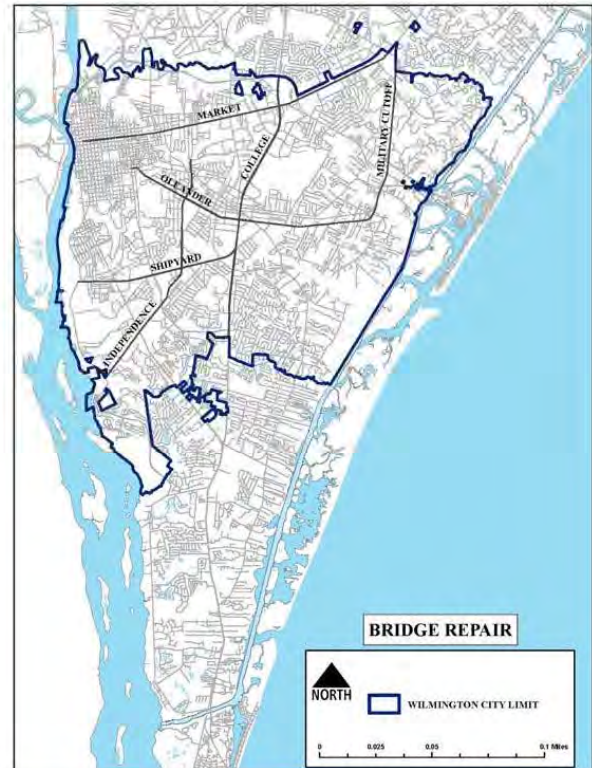 MARKET
COLLEGE
MILITARY CUTOFF
OLEANDER
SHIPYARD
INDEPENDENCE
BRIDGE REPAIR
NORTH
WILMINGTON CITY LIMIT
0 0.025 0.05 0.1 Miles